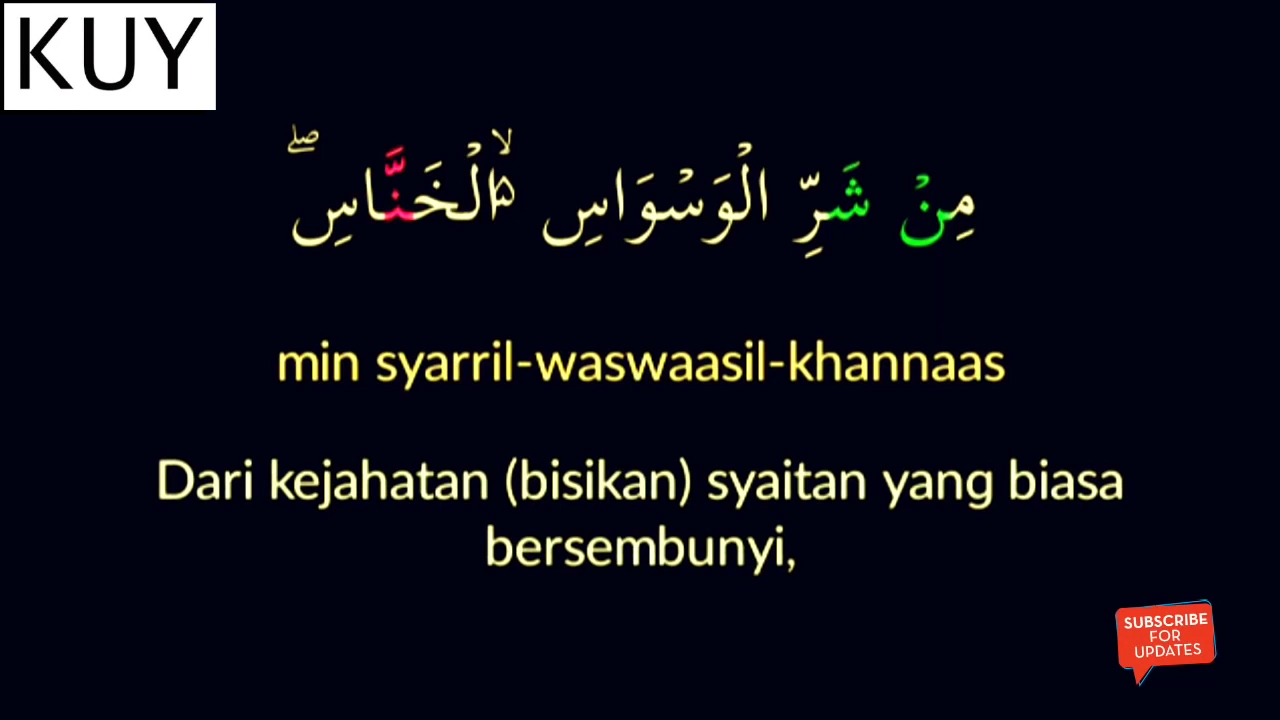 KUY
مِنْ شَرِّ الْوَسْوَاسِ ەۙ الْخَنَّاسِۖ
min syarril-waswaasil-khannaas
Dari kejahatan (bisikan) syaitan yang biasa
bersembunyi,
SUBSCRIBE
FOR
UPDATES